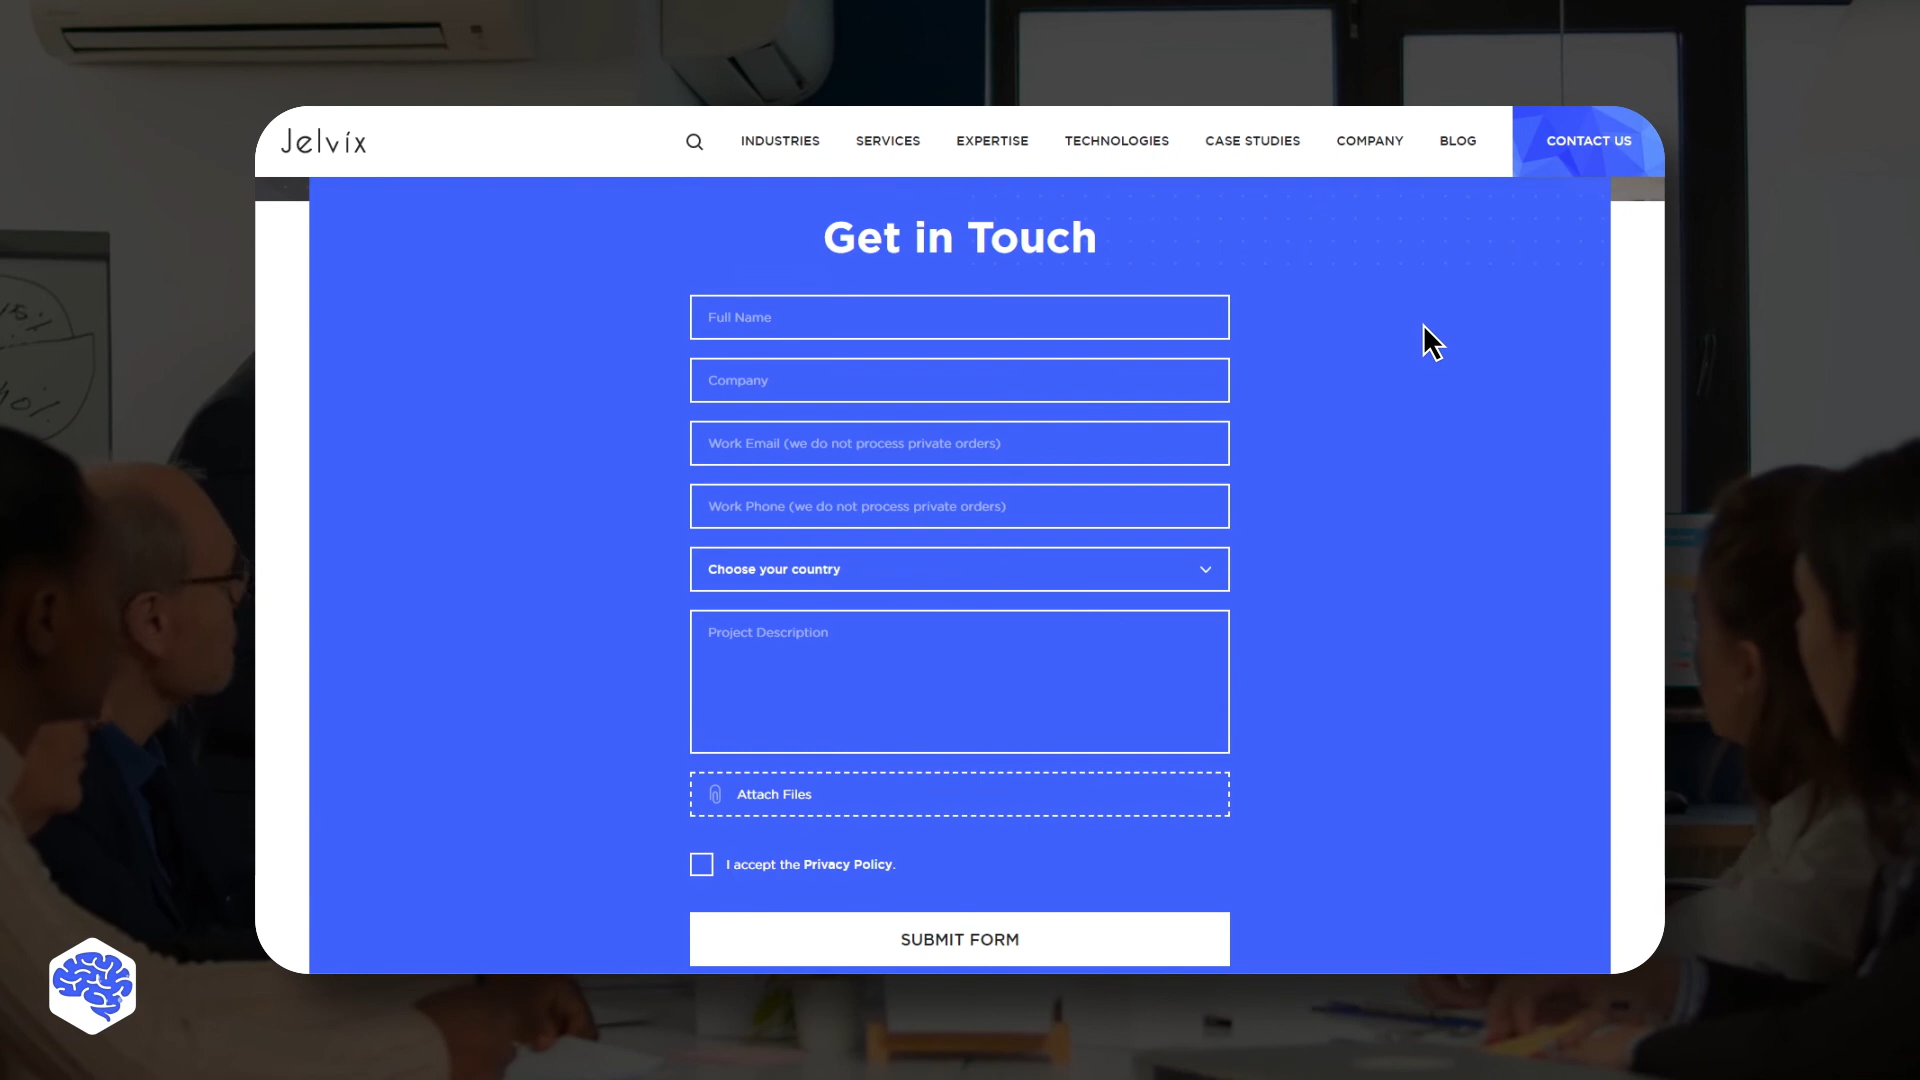 Jelvix
INDUSTRIES
SERVICES
EXPERTISE
TECHNOLOGIES
CASE STUDIES
COMPANY
BLOG
CONTACT US
Get in Touch
Full Name
Company
Work Email (we do not process private orders)
Work Phone (we do not process private orders)
Choose your country
Project Description
Attach Files
I accept the Privacy Policy.
SUBMIT FORM
15%